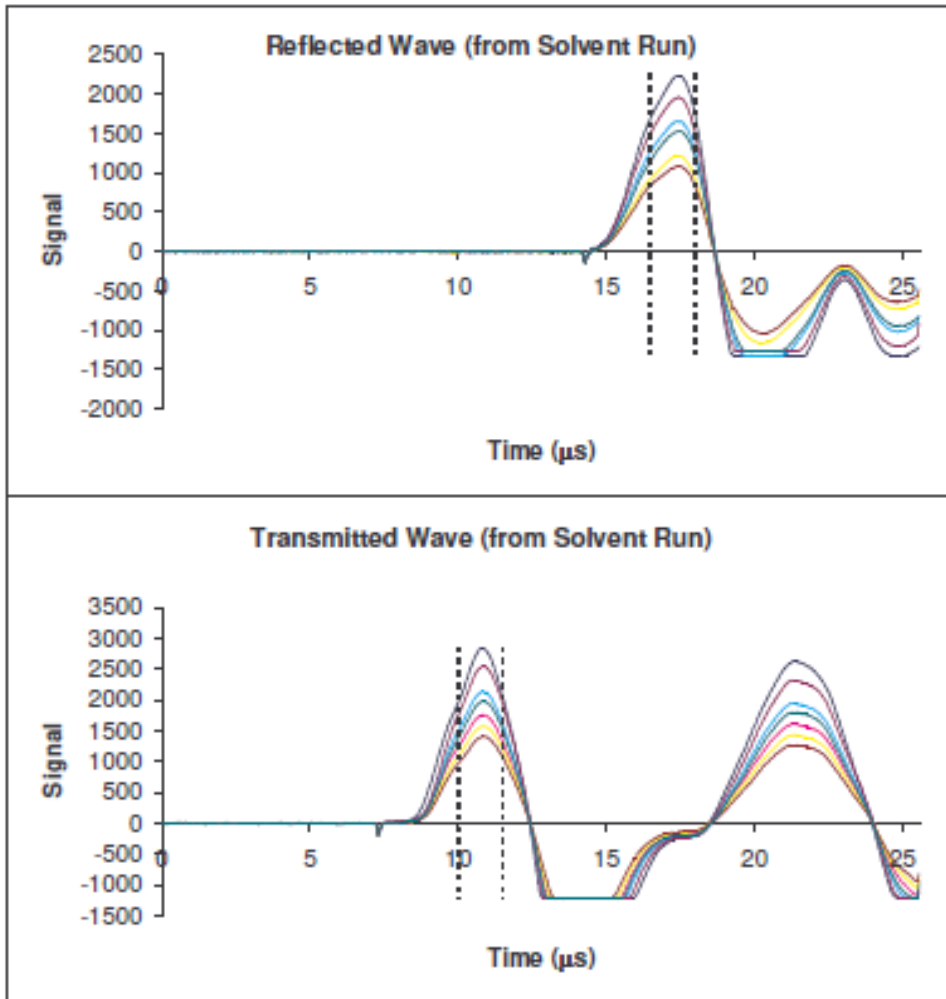 Reflected Wave (from Solvent Run)
2500
2000
1500
1000
500
0
-500
-1000
-1500
-2000
0 5 10 15 20 25
Signal
Time (µs)
Transmitted Wave (from Solvent Run)
3500
3000
2500
2000
1500
1000
500
0
-500
-1000
-1500
0 5 10 15 20 25
Signal
Time (µs)